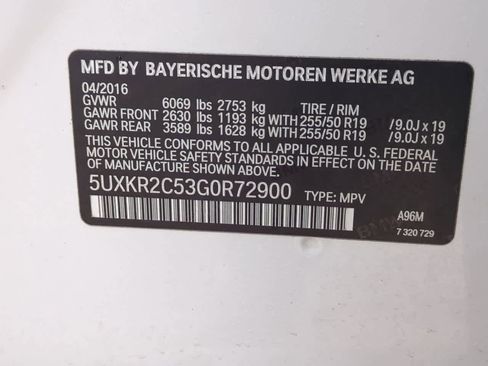 MFD BY BAYERISCHE MOTOREN WERKE AG
04/2016
GVWR 6069 lbs 2753 kg TIRE / RIM
GAWR FRONT 2630 lbs 1193 kg WITH 255/50 R19 /9.0J x 19
GAWR REAR 3589 lbs 1628 kg WITH 255/50 R19 /9.0J x 19
THIS VEHICLE CONFORMS TO ALL APPLICABLE U.S. FEDERAL
MOTOR VEHICLE SAFETY STANDARDS IN EFFECT
ON THE DATE OF MANUFACTURE SHOWN ABOVE.
5UXKR2C53G0R72900 TYPE: MPV
A96M
7 320 729